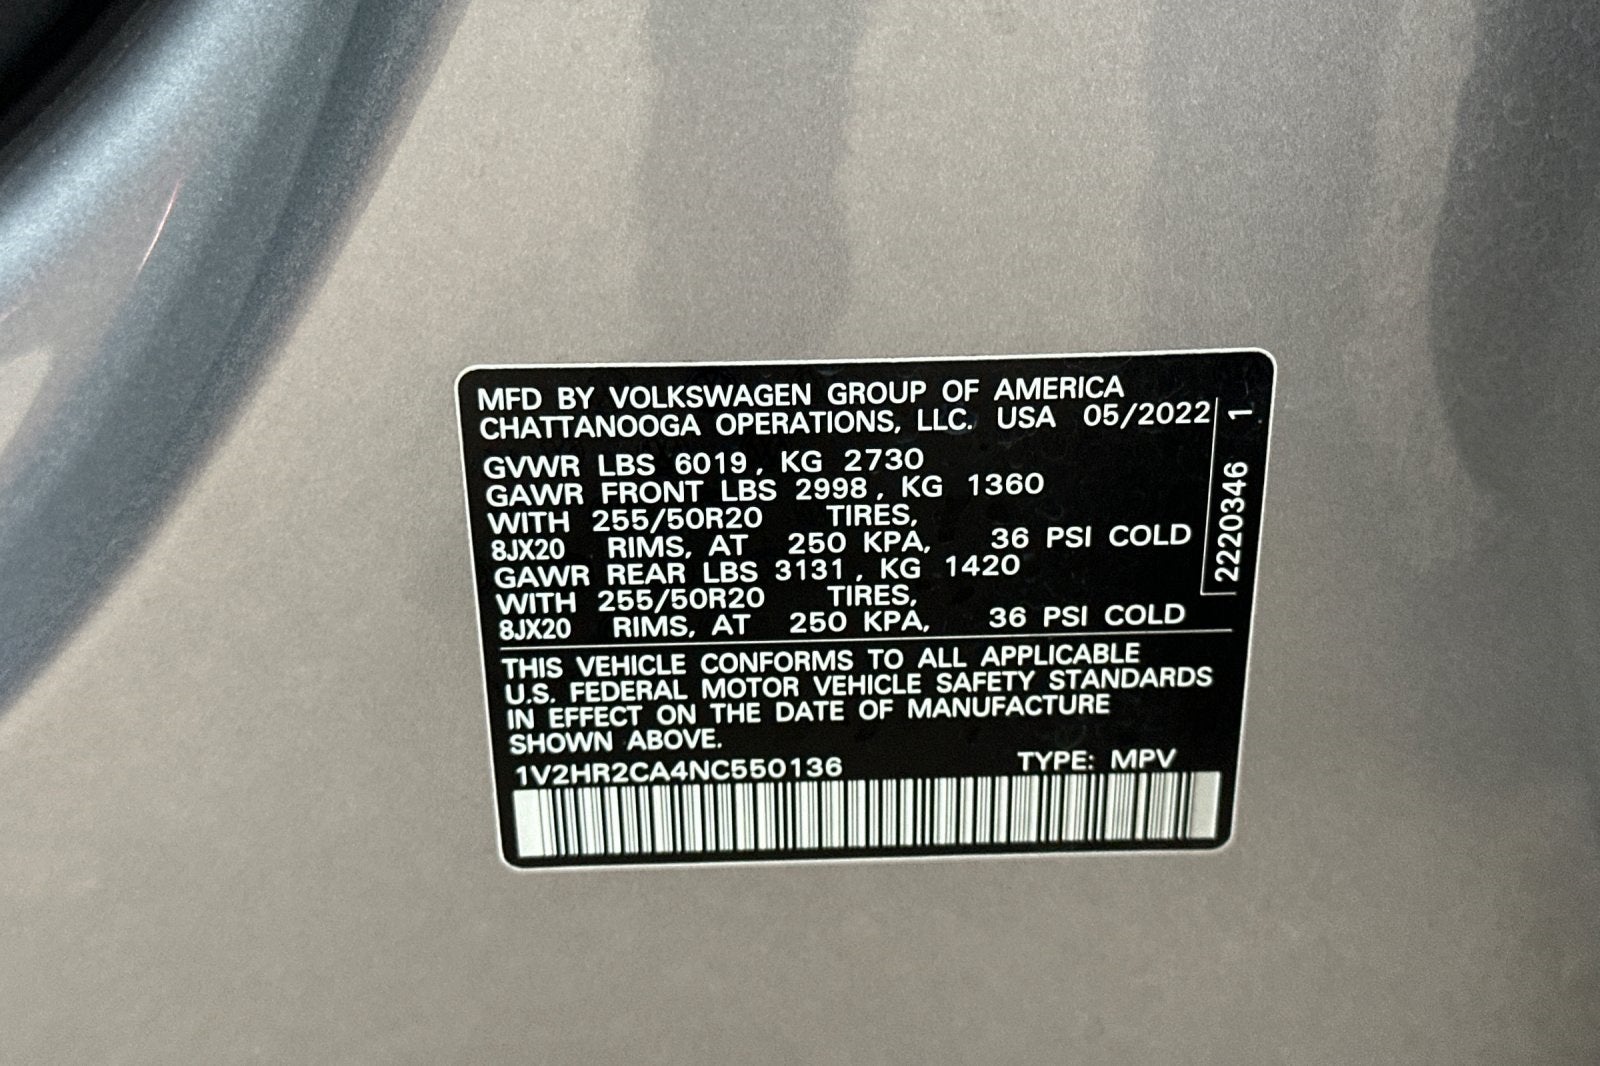 MFD BY VOLKSWAGEN GROUP OF AMERICA
CHATTANOOGA OPERATIONS, LLC. USA 05/2022
GVWR LBS 6019, KG 2730
GAWR FRONT LBS 2998, KG 1360
WITH 255/50R20 TIRES,
8JX20 RIMS, AT 250 KPA, 36 PSI COLD
GAWR REAR LBS 3131, KG 1420
WITH 255/50R20 TIRES,
8JX20 RIMS, AT 250 KPA, 36 PSI COLD
2220346 1
THIS VEHICLE CONFORMS TO ALL APPLICABLE
U.S. FEDERAL MOTOR VEHICLE SAFETY STANDARDS
IN EFFECT ON THE DATE OF MANUFACTURE
SHOWN ABOVE.
1V2HR2CA4NC550136 TYPE: MPV